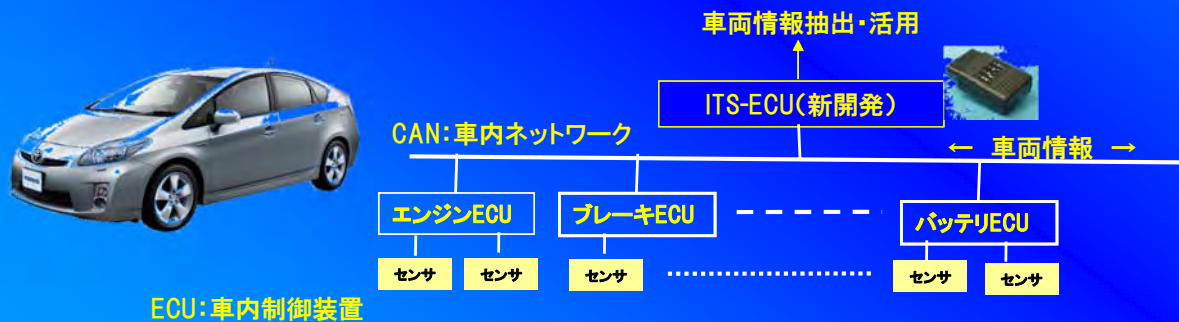 車両情報抽出・活用
ITS-ECU(新開発)
CAN:車内ネットワーク
← 車両情報 →
エンジンECU
ブレーキECU
バッテリECU
センサ
センサ
センサ
センサ
センサ
ECU:車内制御装置